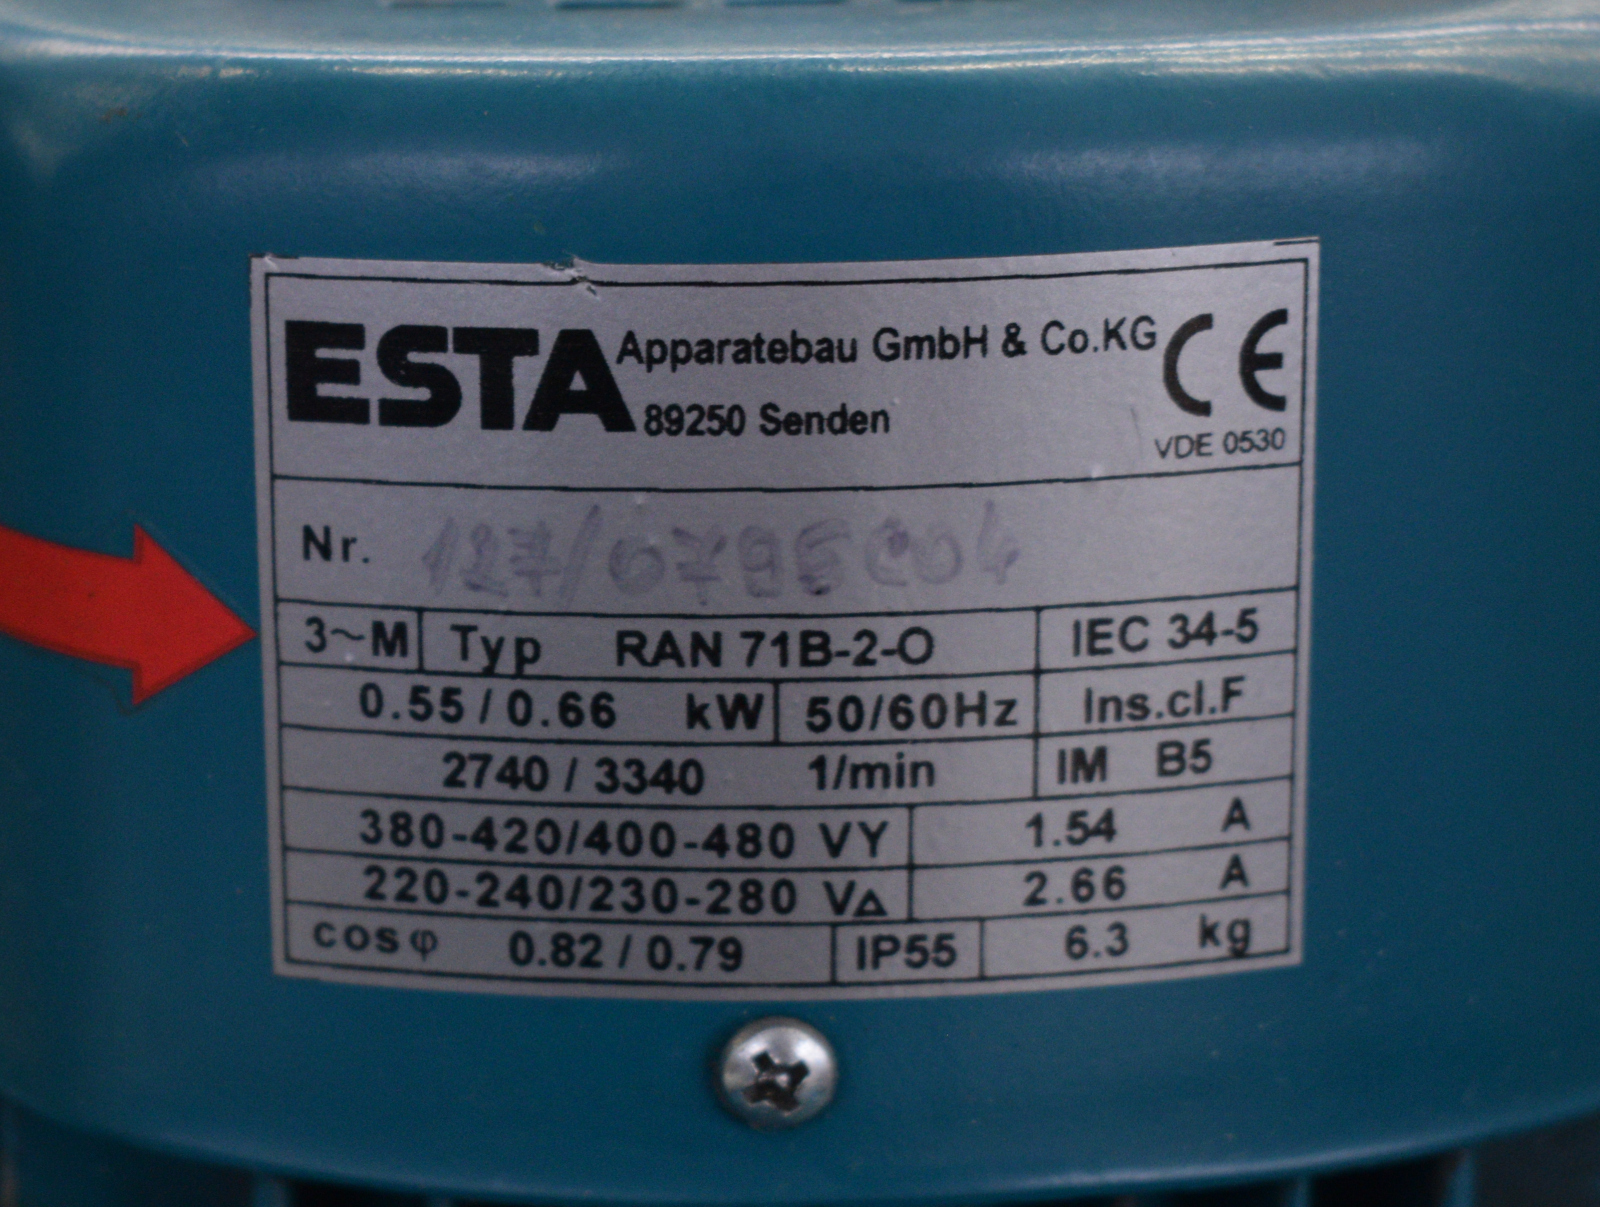 ESTA Apparatebau GmbH & Co.KG CE
89250 Senden
VDE 0530
Nr.
3~M Typ RAN 71B-2-O IEC 34-5
0.55 / 0.66 kW 50/60Hz Ins.cl.F
2740 / 3340 1/min IM B5
380-420/400-480 VY 1.54 A
220-240/230-280 V△ 2.66 A
cos φ 0.82 / 0.79 IP55 6.3 kg